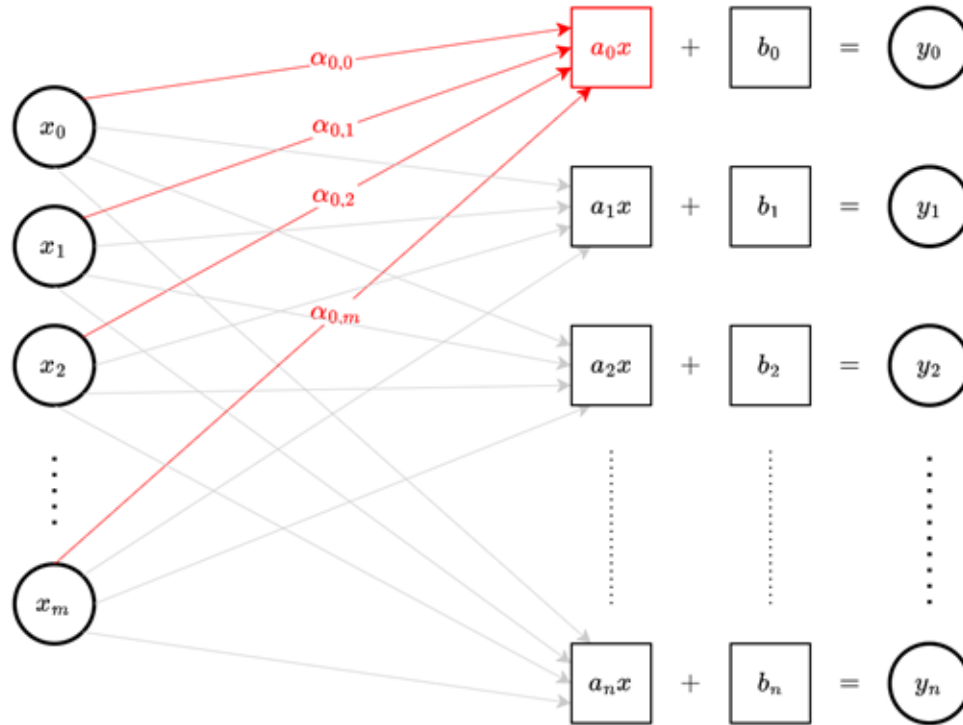 α₀,₀
a₀x + b₀ = y₀
x₀
α₀,₁
α₀,₂
a₁x + b₁ = y₁
x₁
α₀,ₘ
x₂
a₂x + b₂ = y₂
xₘ
aₙx + bₙ = yₙ